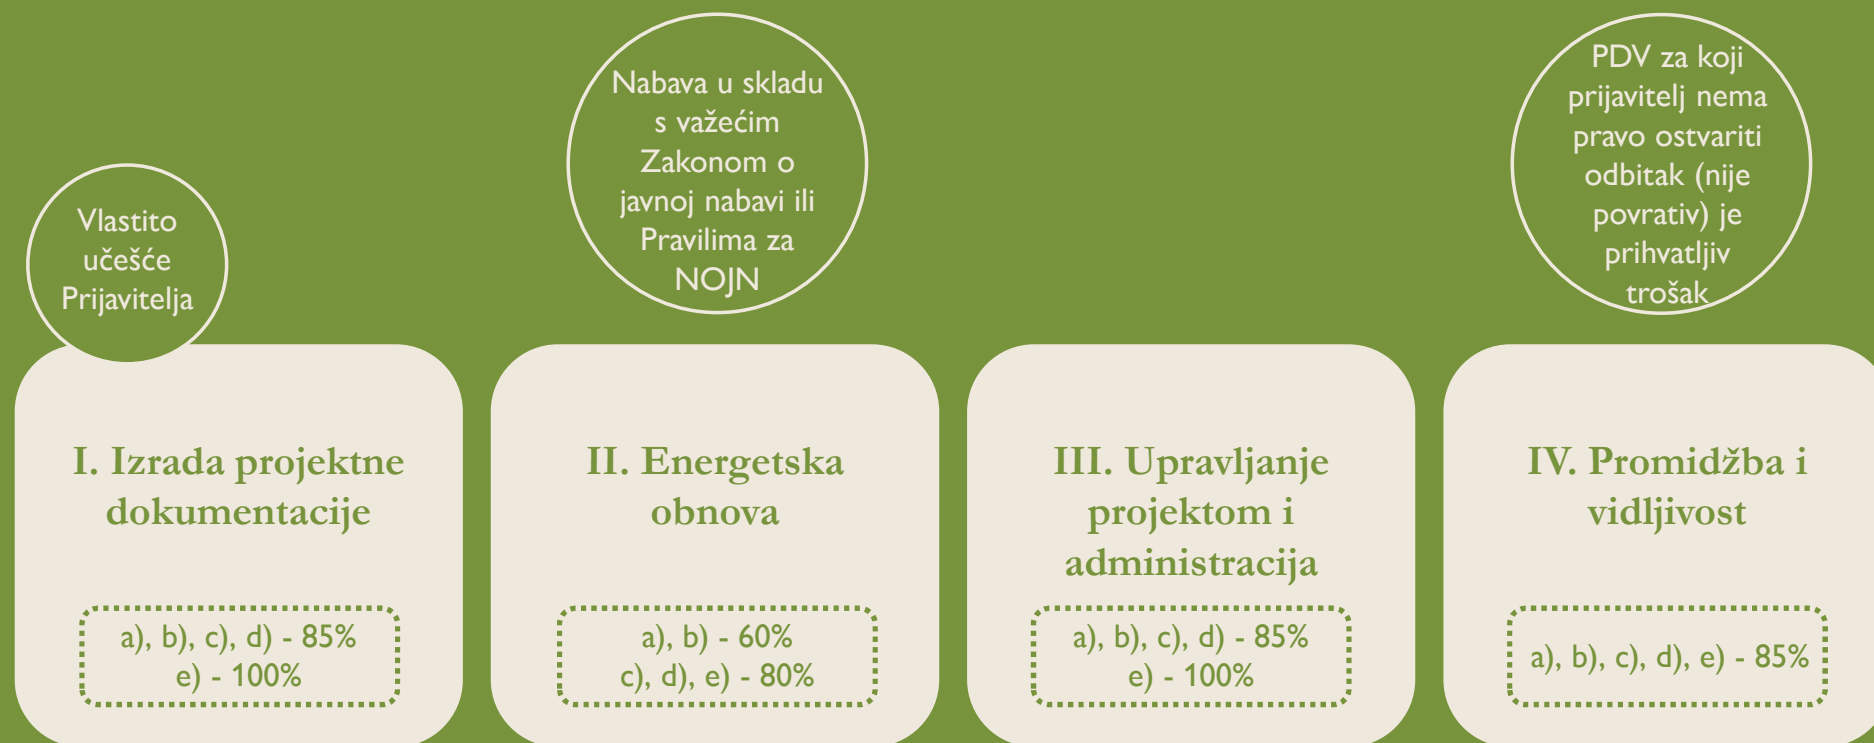 Vlastito
učešće
Prijavitelja
Nabava u skladu
s važećim
Zakonom o
javnoj nabavi ili
Pravilima za
NOJN
PDV za koji
prijavitelj nema
pravo ostvariti
odbitak (nije
povrativ) je
prihvatljiv
trošak
I. Izrada projektne
dokumentacije
a), b), c), d) - 85%
e) - 100%
II. Energetska
obnova
a), b) - 60%
c), d), e) - 80%
III. Upravljanje
projektom i
administracija
a), b), c), d) - 85%
e) - 100%
IV. Promidžba i
vidljivost
a), b), c), d), e) - 85%